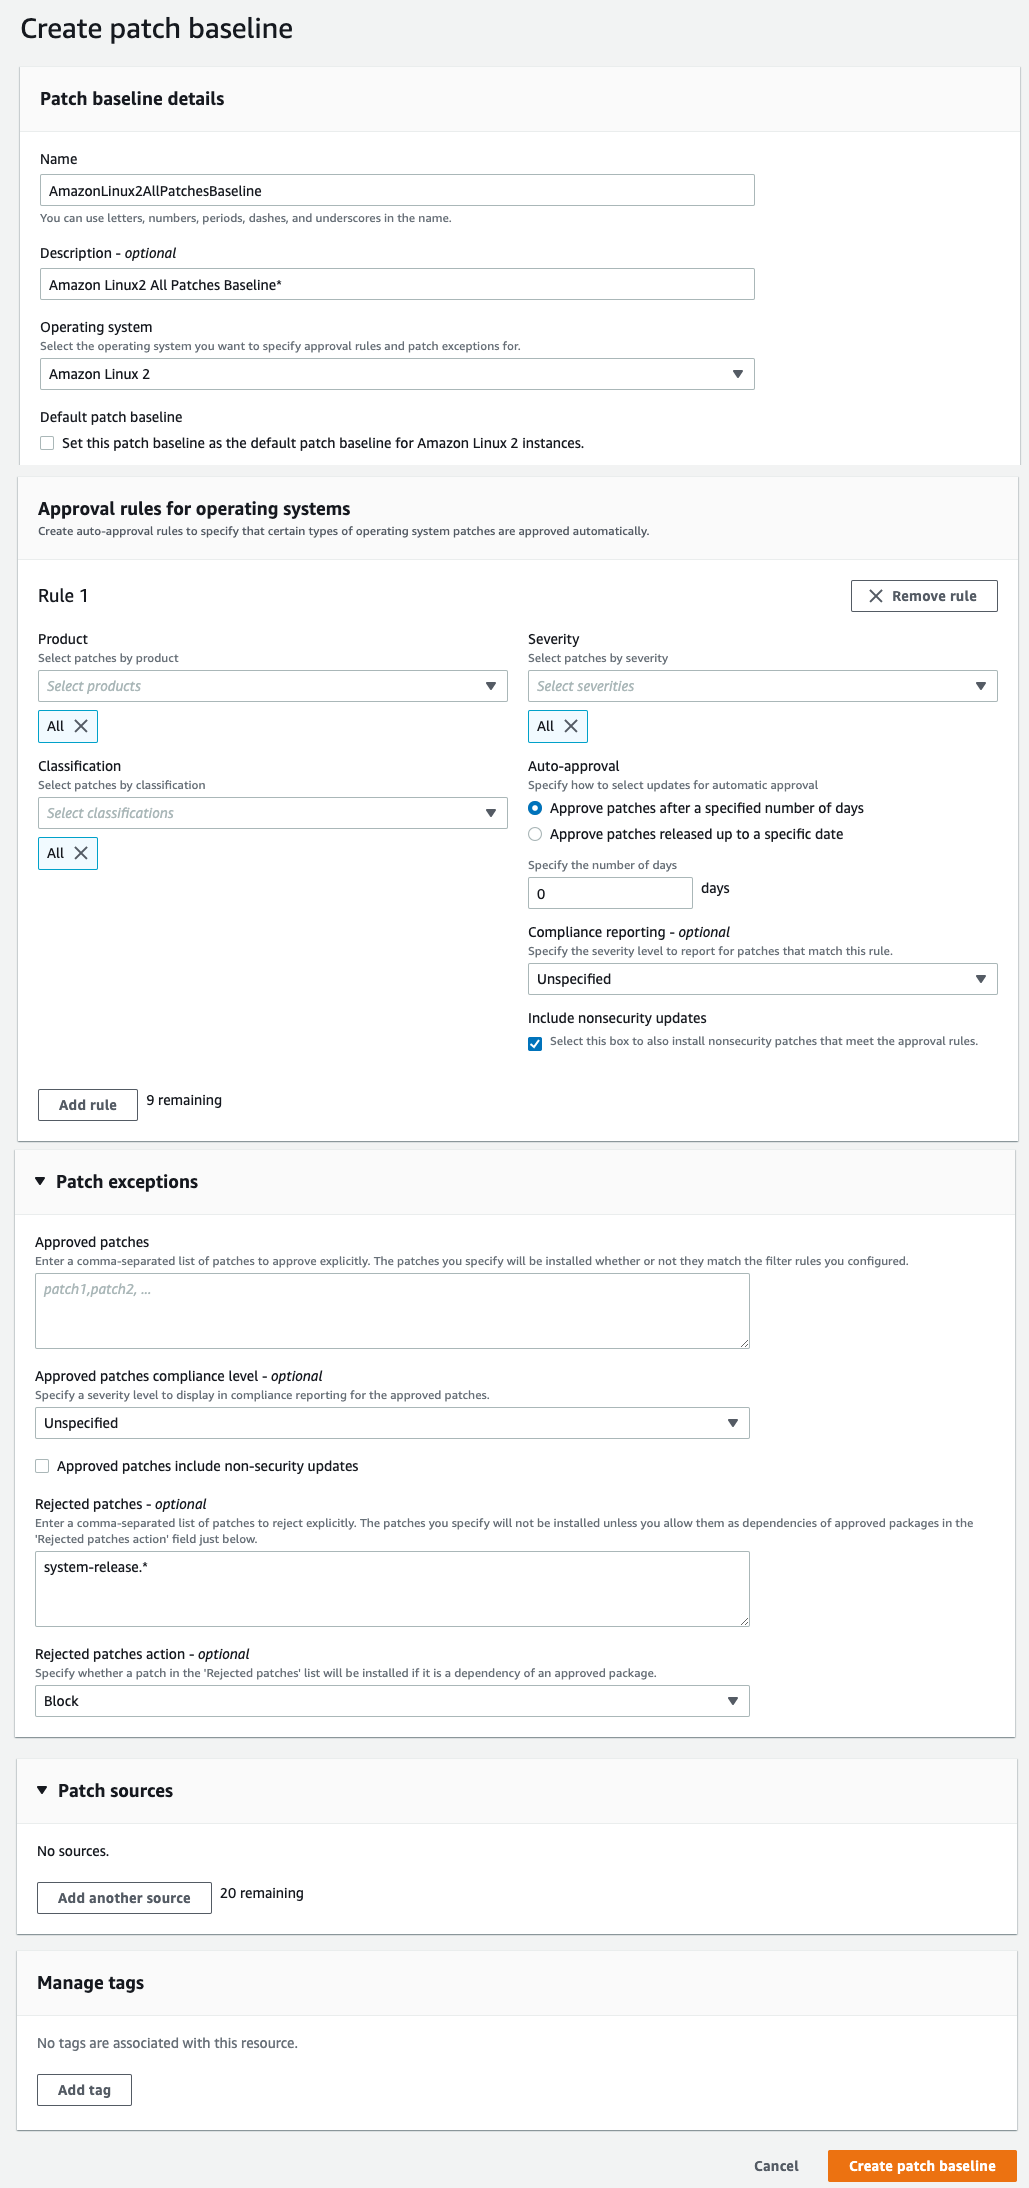 Create patch baseline
Patch baseline details
Name
AmazonLinux2AllPatchesBaseline
You can use letters, numbers, periods, dashes, and underscores in the name.
Description - optional
Amazon Linux2 All Patches Baseline*
Operating system
Select the operating system you want to specify approval rules and patch exceptions for.
Amazon Linux 2
Default patch baseline
Set this patch baseline as the default patch baseline for Amazon Linux 2 instances.
Approval rules for operating systems
Create auto-approval rules to specify that certain types of operating system patches are approved automatically.
Rule 1
Remove rule
Product
Select patches by product
Select products
All
Classification
Select patches by classification
Select classifications
All
Severity
Select patches by severity
Select severities
All
Auto-approval
Specify how to select updates for automatic approval
Approve patches after a specified number of days
Approve patches released up to a specific date
Specify the number of days
0 days
Compliance reporting - optional
Specify the severity level to report for patches that match this rule.
Unspecified
Include nonsecurity updates
Select this box to also install nonsecurity patches that meet the approval rules.
Add rule 9 remaining
Patch exceptions
Approved patches
Enter a comma-separated list of patches to approve explicitly. The patches you specify will be installed whether or not they match the filter rules you configured.
patch1,patch2, ...
Approved patches compliance level - optional
Specify a severity level to display in compliance reporting for the approved patches.
Unspecified
Approved patches include non-security updates
Rejected patches - optional
Enter a comma-separated list of patches to reject explicitly. The patches you specify will not be installed unless you allow them as dependencies of approved packages in the
'Rejected patches action' field just below.
system-release.*
Rejected patches action - optional
Specify whether a patch in the 'Rejected patches' list will be installed if it is a dependency of an approved package.
Block
Patch sources
No sources.
Add another source 20 remaining
Manage tags
No tags are associated with this resource.
Add tag
Cancel Create patch baseline